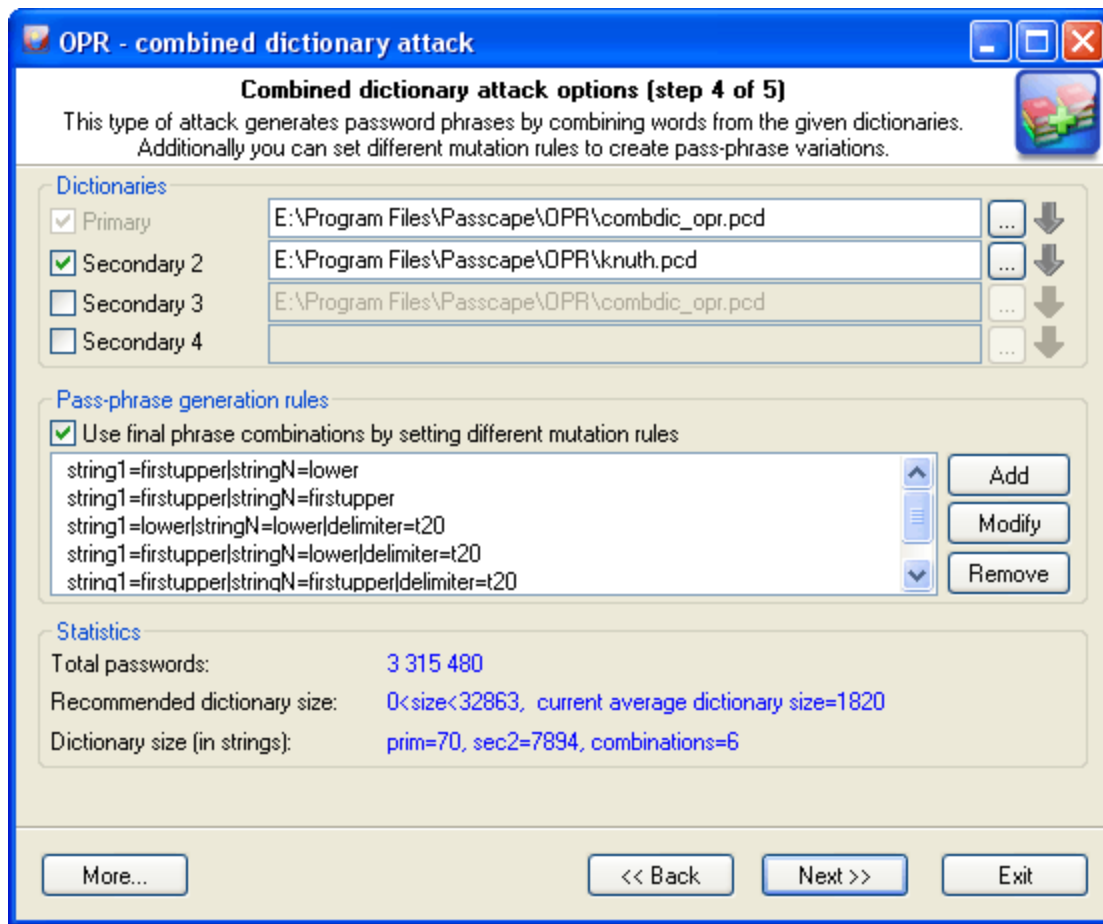 OPR - combined dictionary attack
Combined dictionary attack options (step 4 of 5)
This type of attack generates password phrases by combining words from the given dictionaries.
Additionally you can set different mutation rules to create pass-phrase variations.
Dictionaries
Primary
E:\Program Files\Passcape\OPR\combdic_opr.pcd
...
Secondary 2
E:\Program Files\Passcape\OPR\knuth.pcd
...
Secondary 3
E:\Program Files\Passcape\OPR\combdic_opr.pcd
...
Secondary 4
...
Pass-phrase generation rules
Use final phrase combinations by setting different mutation rules
string1=firstupper|stringN=lower
string1=firstupper|stringN=firstupper
string1=lower|stringN=lower|delimiter=t20
string1=firstupper|stringN=lower|delimiter=t20
string1=firstupper|stringN=firstupper|delimiter=t20
Add
Modify
Remove
Statistics
Total passwords: 3 315 480
Recommended dictionary size: 0<size<32863, current average dictionary size=1820
Dictionary size (in strings): prim=70, sec2=7894, combinations=6
More... << Back Next >> Exit